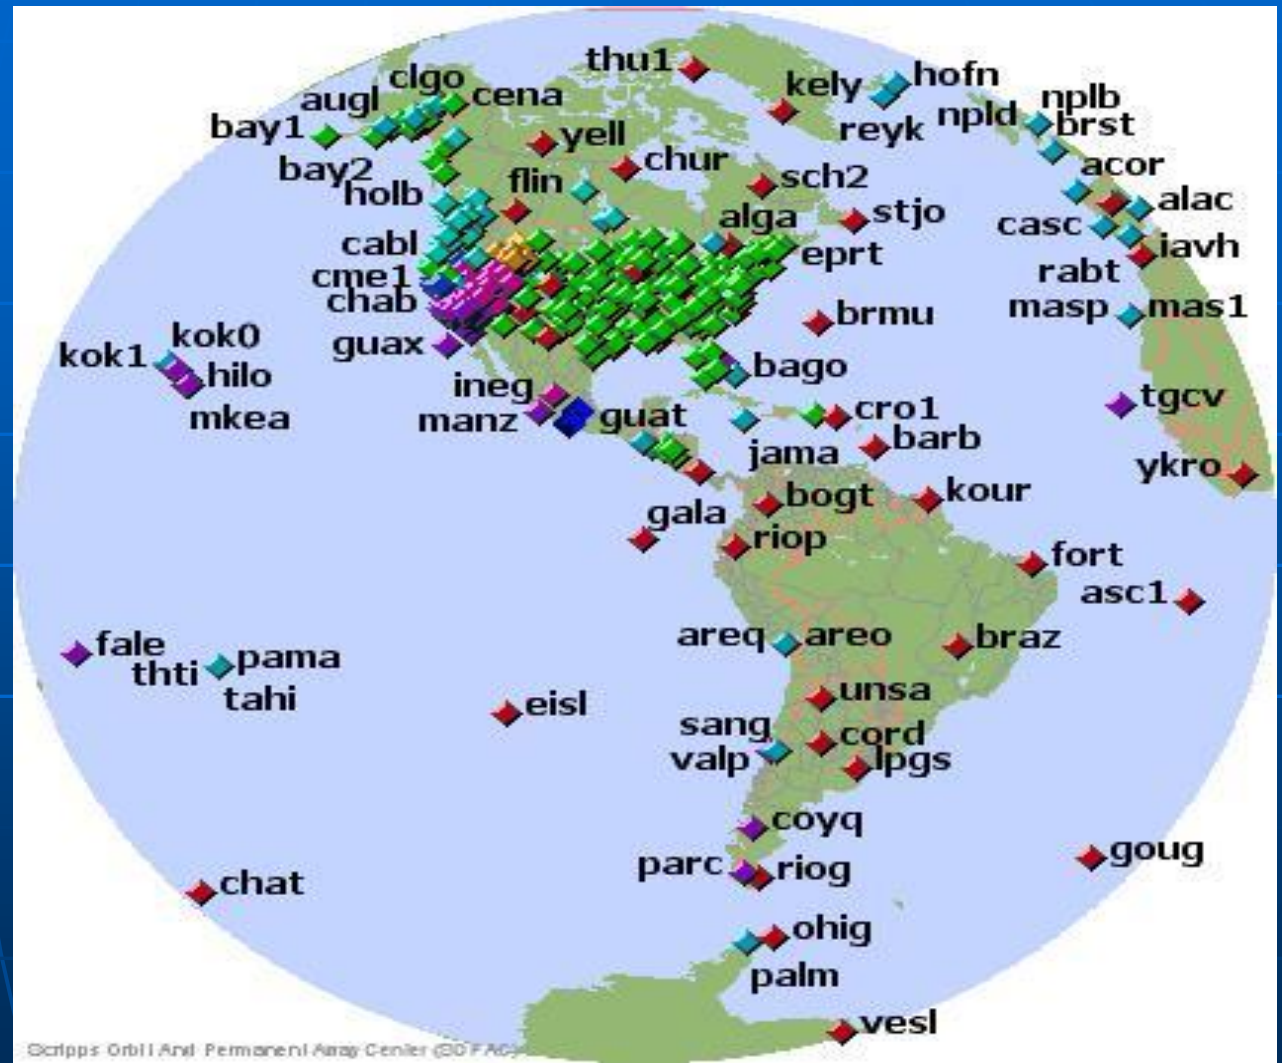 thu1
clgo
kely
hofn
augl
cena
nplb
npld
bay1
yell
reyk
brst
bay2
chur
acor
holb
flin
sch2
alac
alga
stjo
casc
cabl
eprt
iavh
cme1
rabt
chab
brmu
masp
mas1
kok0
guax
kok1
hilo
bago
ineg
tgcv
mkea
manz
guat
cro1
jama
barb
ykro
bogt
kour
gala
riop
fort
asc1
fale
areq
areo
braz
thti
pama
tahi
unsa
eisl
sang
cord
valp
lpgs
coyq
goug
parc
riog
chat
ohig
palm
vesl
Scripps Orbit And Permanent Array Center (SOPAC)